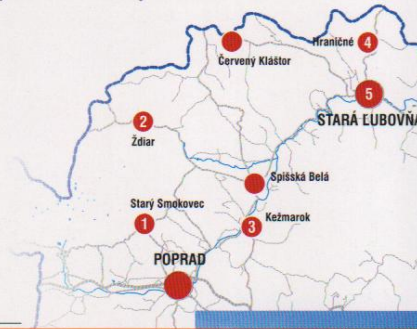 Hraničné 4
Červený Kláštor
5
STARÁ ĽUBOVŇA
2
Ždiar
Spišská Belá
Starý Smokovec
1
Kežmarok
3
POPRAD